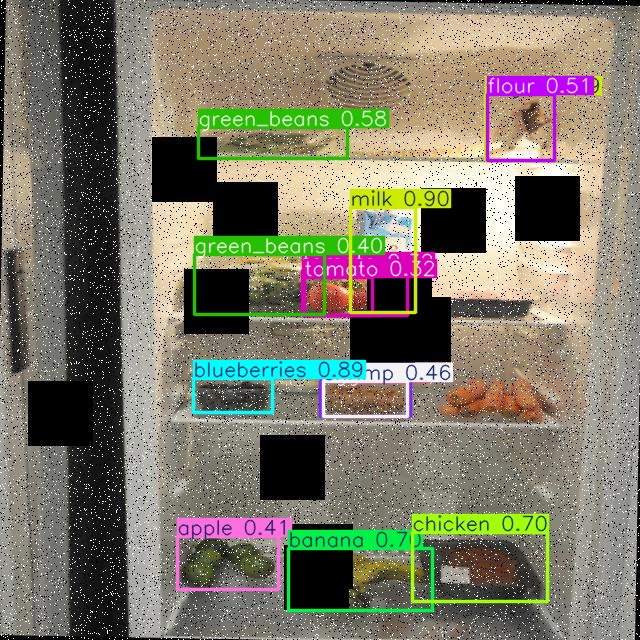 flour 0.51
green_beans 0.58
milk 0.90
green_beans 0.40
tomato 0.52
blueberries 0.89
mp 0.46
chicken 0.70
apple 0.41
banana 0.70